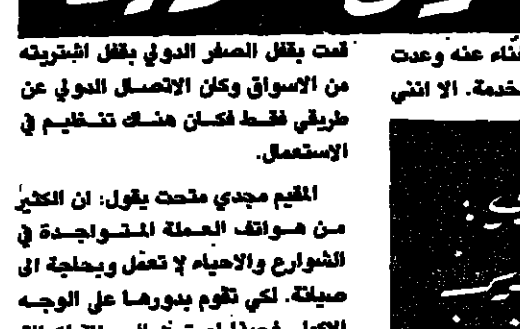 قمت بقفل الصفر الدولي بقفل اشتريته
من الاسواق وكان الاتصال الدولي عن
طريقي فقط فكان هناك تنظيم في
الاستعمال.
المقيم مجدي متحت يقول: ان الكثير
من هواتف العملة المتواجدة في
الشوارع والاحياء لا تعمل وبحاجة الى
صيانة. لكي تقوم بدورها على الوجه
عنه وعدت
خدمة. الا انني